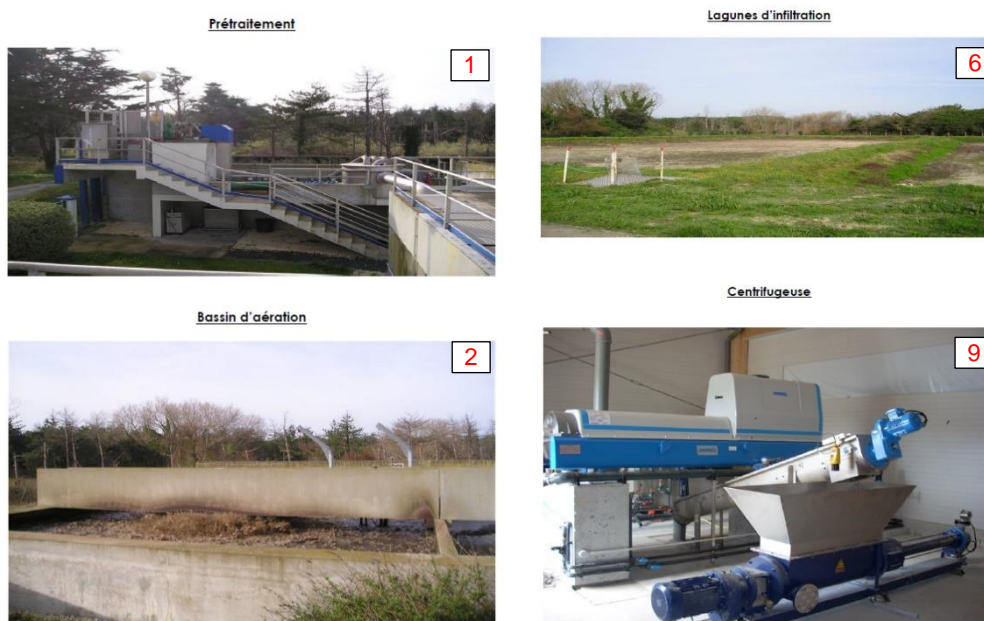 Prétraitement
1
Lagunes d'infiltration
6
Bassin d'aération
2
Centrifugeuse
9